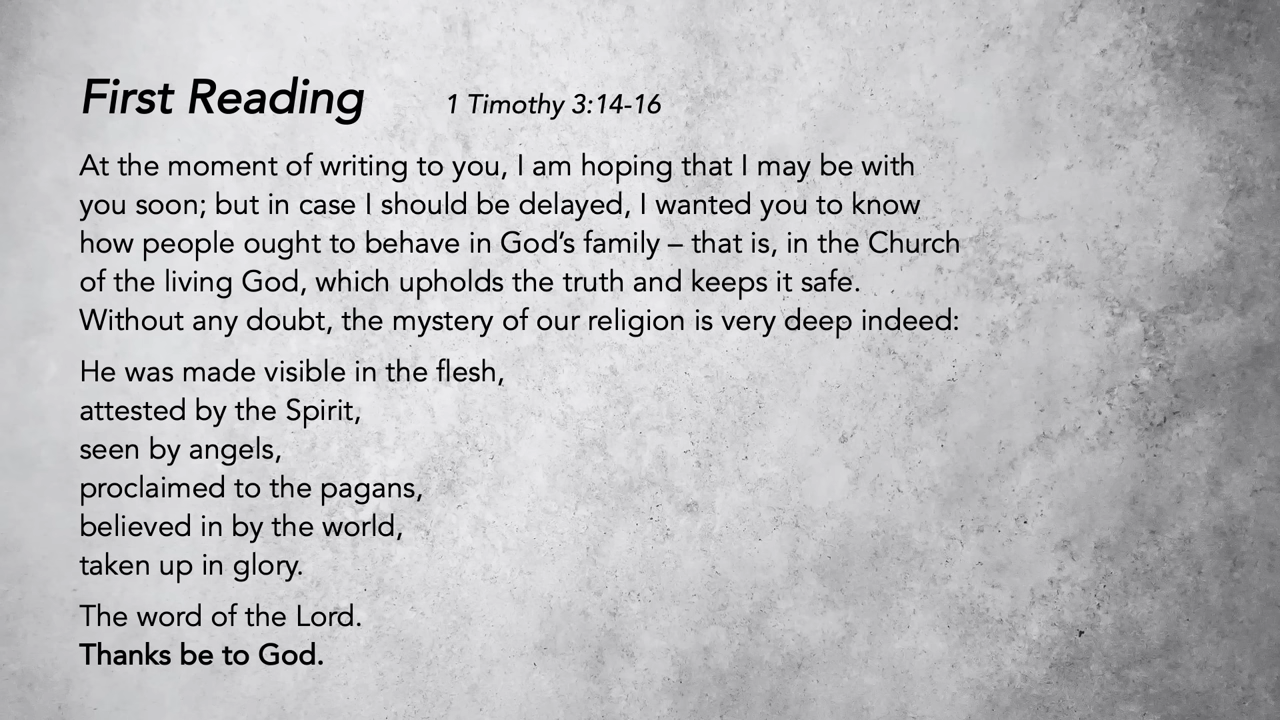 First Reading 1 Timothy 3:14-16
At the moment of writing to you, I am hoping that I may be with
you soon; but in case I should be delayed, I wanted you to know
how people ought to behave in God’s family – that is, in the Church
of the living God, which upholds the truth and keeps it safe.
Without any doubt, the mystery of our religion is very deep indeed:
He was made visible in the flesh,
attested by the Spirit,
seen by angels,
proclaimed to the pagans,
believed in by the world,
taken up in glory.
The word of the Lord.
Thanks be to God.